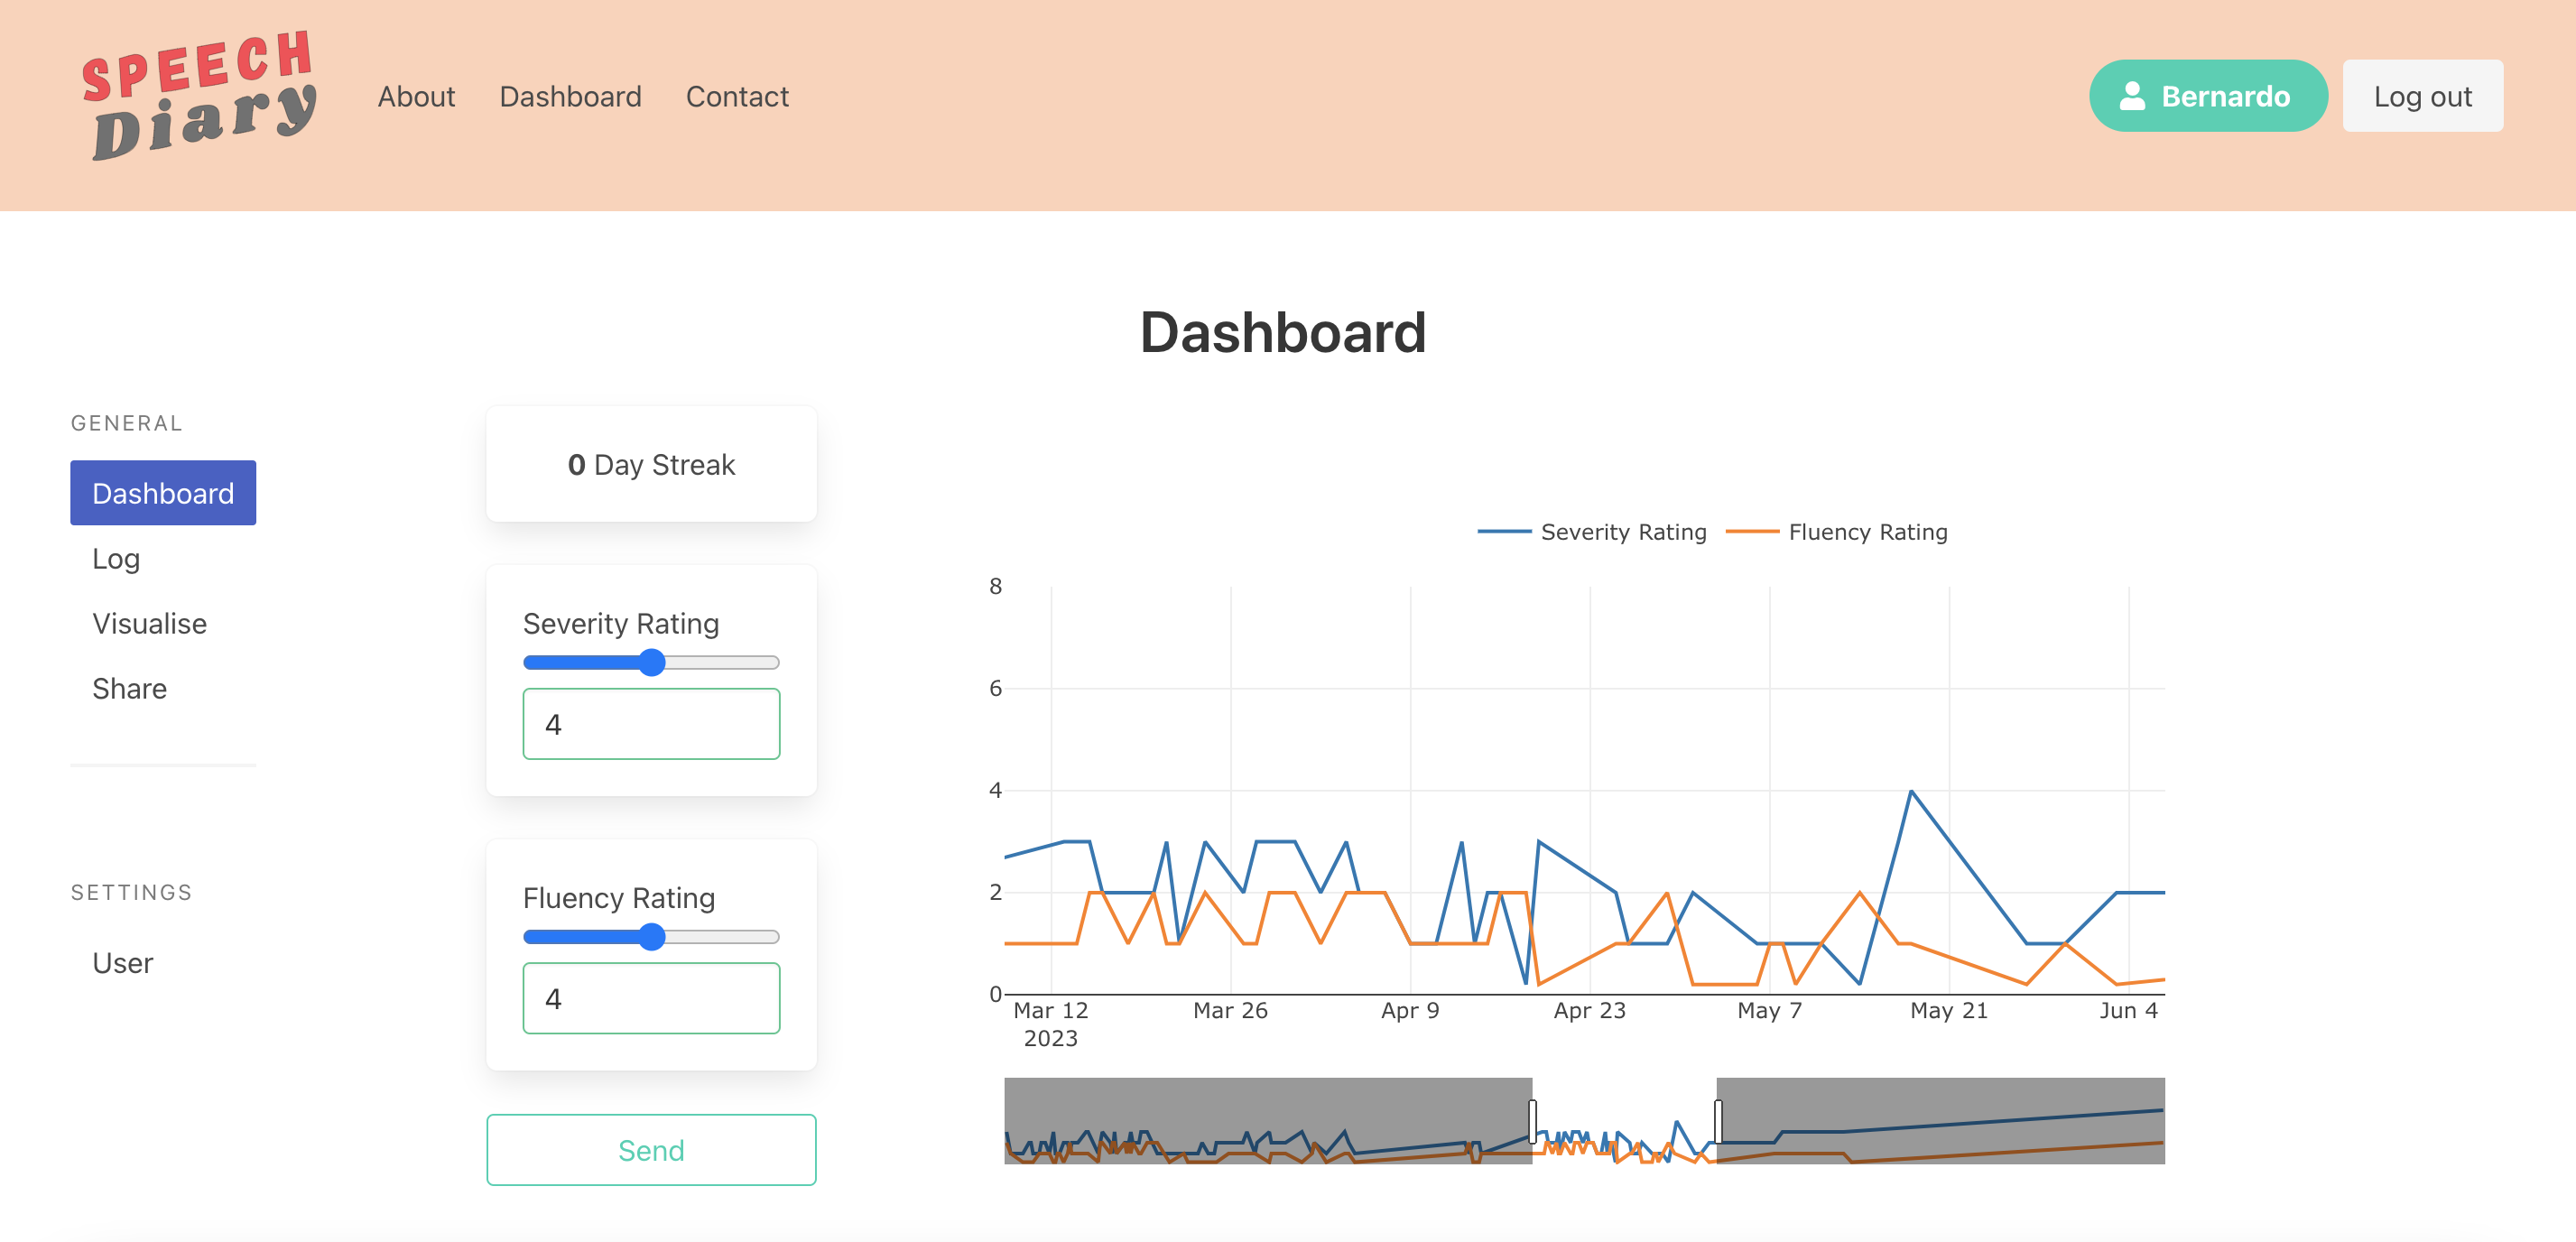 SPEECH
Diary
About
Dashboard
Contact
Bernardo
Log out
Dashboard
GENERAL
Dashboard
Log
Visualise
Share
SETTINGS
User
0 Day Streak
Severity Rating
4
Fluency Rating
4
Send
Severity Rating
Fluency Rating
8
6
4
2
0
Mar 12
2023
Mar 26
Apr 9
Apr 23
May 7
May 21
Jun 4